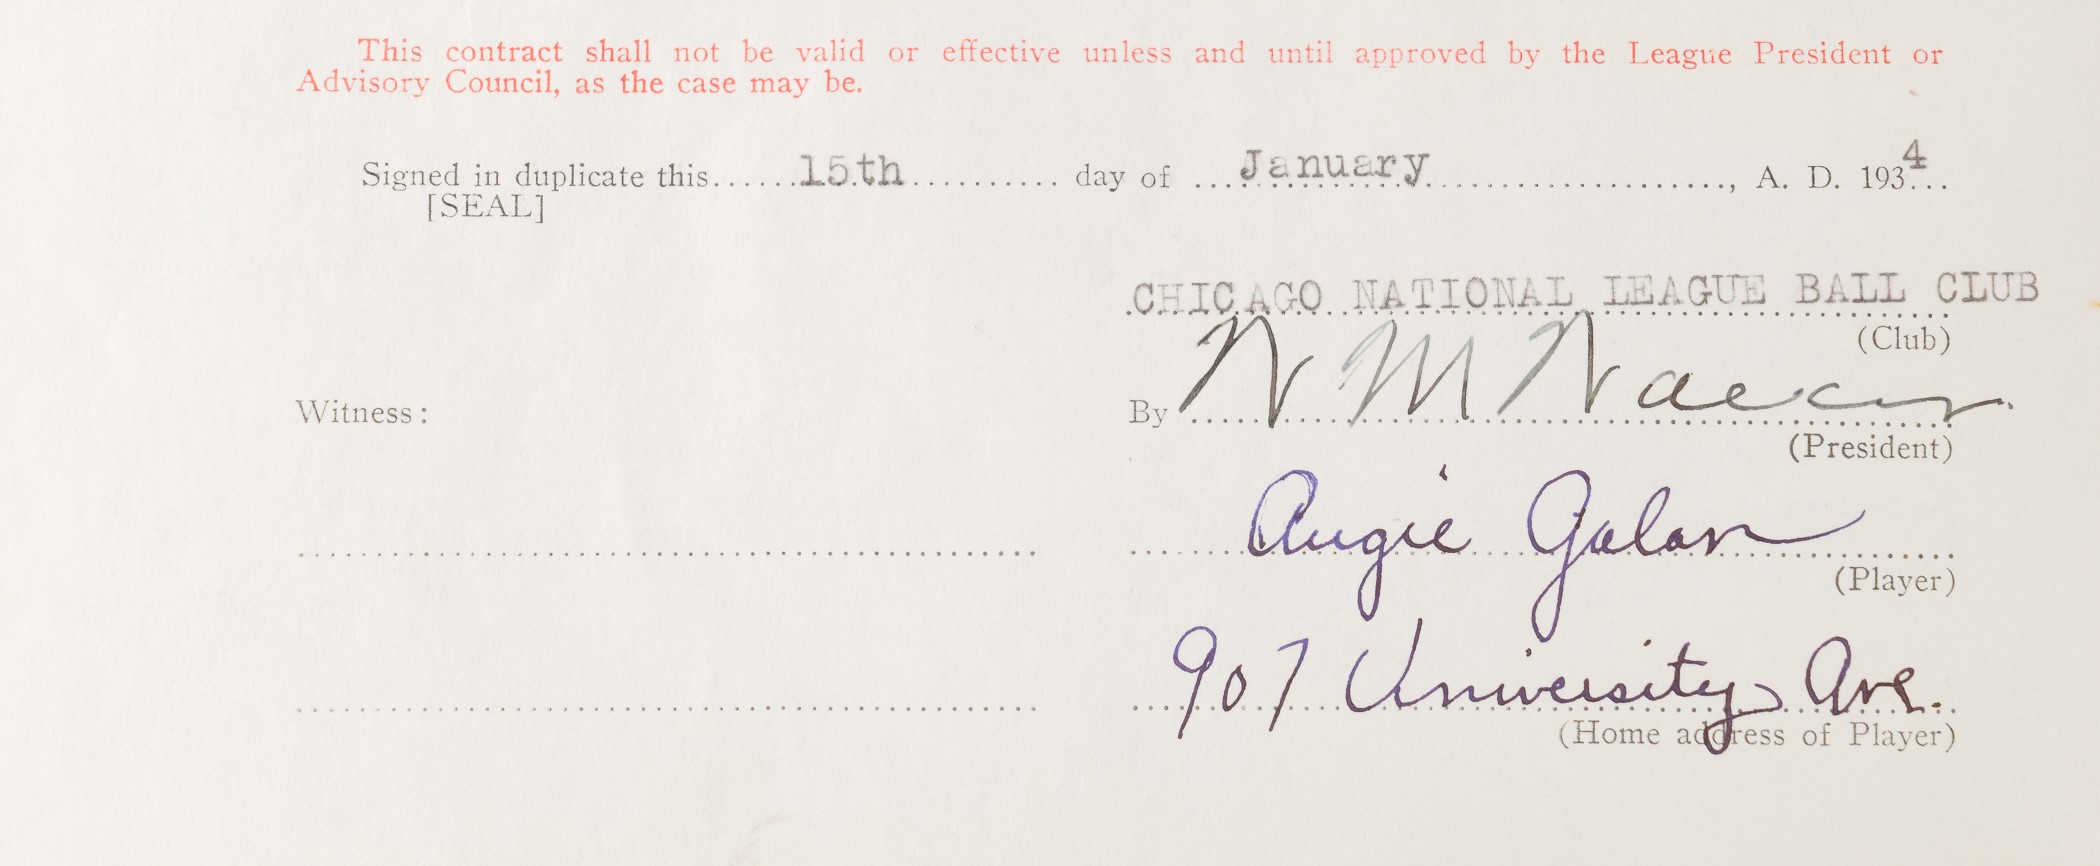 This contract shall not be valid or effective unless and until approved by the League President or
Advisory Council, as the case may be.
Signed in duplicate this......15th.......... day of ....January........................, A. D. 1934...
[SEAL]
CHICAGO NATIONAL LEAGUE BALL CLUB
(Club)
Witness:
By W M W
(President)
Augie Galan
(Player)
907 University Ave.
(Home address of Player)